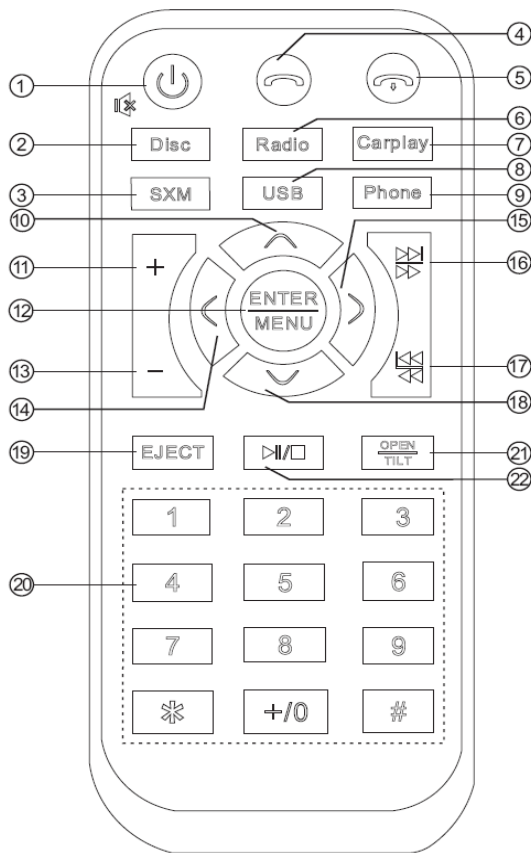 ① ④ ⑤
② Disc Radio ⑥ Carplay ⑦
③ SXM USB ⑧ Phone ⑨
⑩ ⑮
⑪ + ⑯
⑫ ENTER
MENU
⑬ − ⑰
⑭ ⑱
⑲ EJECT ▷||/□ OPEN ㉑
TILT
㉒
1 2 3
⑳ 4 5 6
7 8 9
* +/0 #